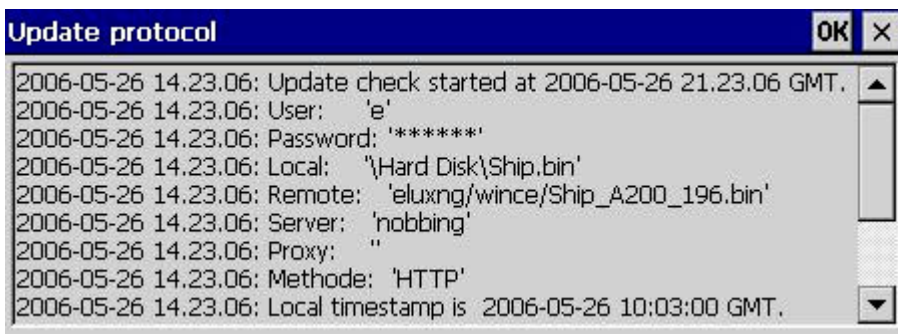 Update protocol OK ×
2006-05-26 14.23.06: Update check started at 2006-05-26 21.23.06 GMT.
2006-05-26 14.23.06: User: 'e'
2006-05-26 14.23.06: Password: '******'
2006-05-26 14.23.06: Local: '\Hard Disk\Ship.bin'
2006-05-26 14.23.06: Remote: 'eluxng/wince/Ship_A200_196.bin'
2006-05-26 14.23.06: Server: 'nobbing'
2006-05-26 14.23.06: Proxy: ''
2006-05-26 14.23.06: Methode: 'HTTP'
2006-05-26 14.23.06: Local timestamp is 2006-05-26 10:03:00 GMT.